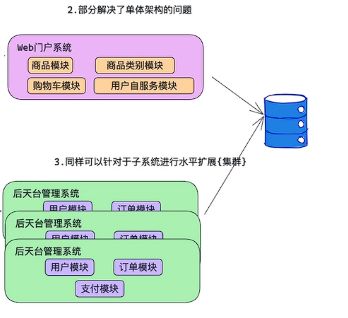 2.部分解决了单体架构的问题
Web门户系统
商品模块 商品类别模块
购物车模块 用户自服务模块
3.同样可以针对于子系统进行水平扩展{集群}
后天台管理系统
用户模块 订单模块
后天台管理系统
用户模块 订单模块
后天台管理系统
用户模块 订单模块
支付模块